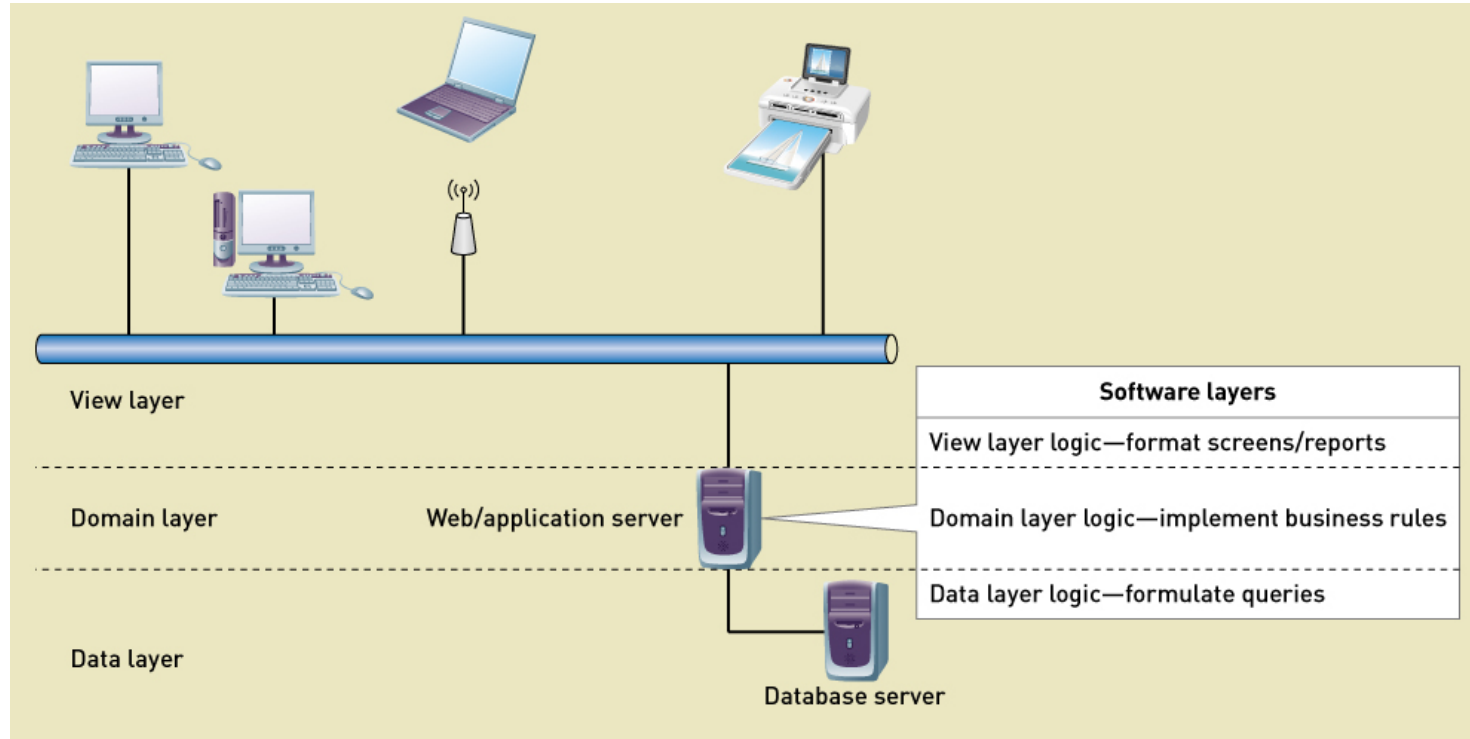 View layer
Domain layer
Web/application server
Data layer
Database server
Software layers
View layer logic—format screens/reports
Domain layer logic—implement business rules
Data layer logic—formulate queries